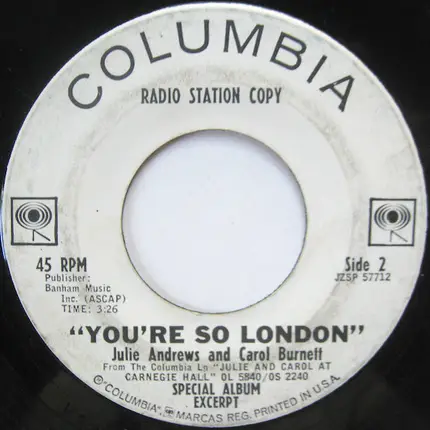 COLUMBIA
RADIO STATION COPY
45 RPM
Publisher:
Banham Music
Inc. (ASCAP)
TIME: 3:26
Side 2
JZSP 57712
"YOU'RE SO LONDON"
Julie Andrews and Carol Burnett
From The Columbia Lp "JULIE AND CAROL AT
CARNEGIE HALL" OL 5840/OS 2240
SPECIAL ALBUM
EXCERPT
® "COLUMBIA", MARCAS REG. PRINTED IN U.S.A.